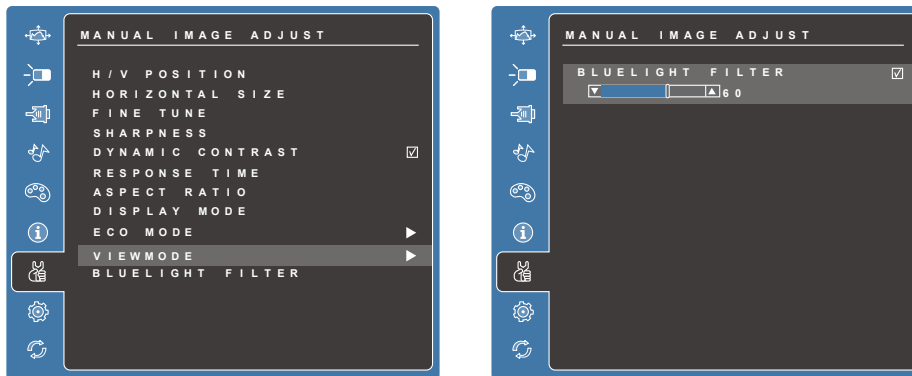 MANUAL IMAGE ADJUST
H/V POSITION
HORIZONTAL SIZE
FINE TUNE
SHARPNESS
DYNAMIC CONTRAST
RESPONSE TIME
ASPECT RATIO
DISPLAY MODE
ECO MODE
VIEWMODE
BLUELIGHT FILTER
MANUAL IMAGE ADJUST
BLUELIGHT FILTER
60